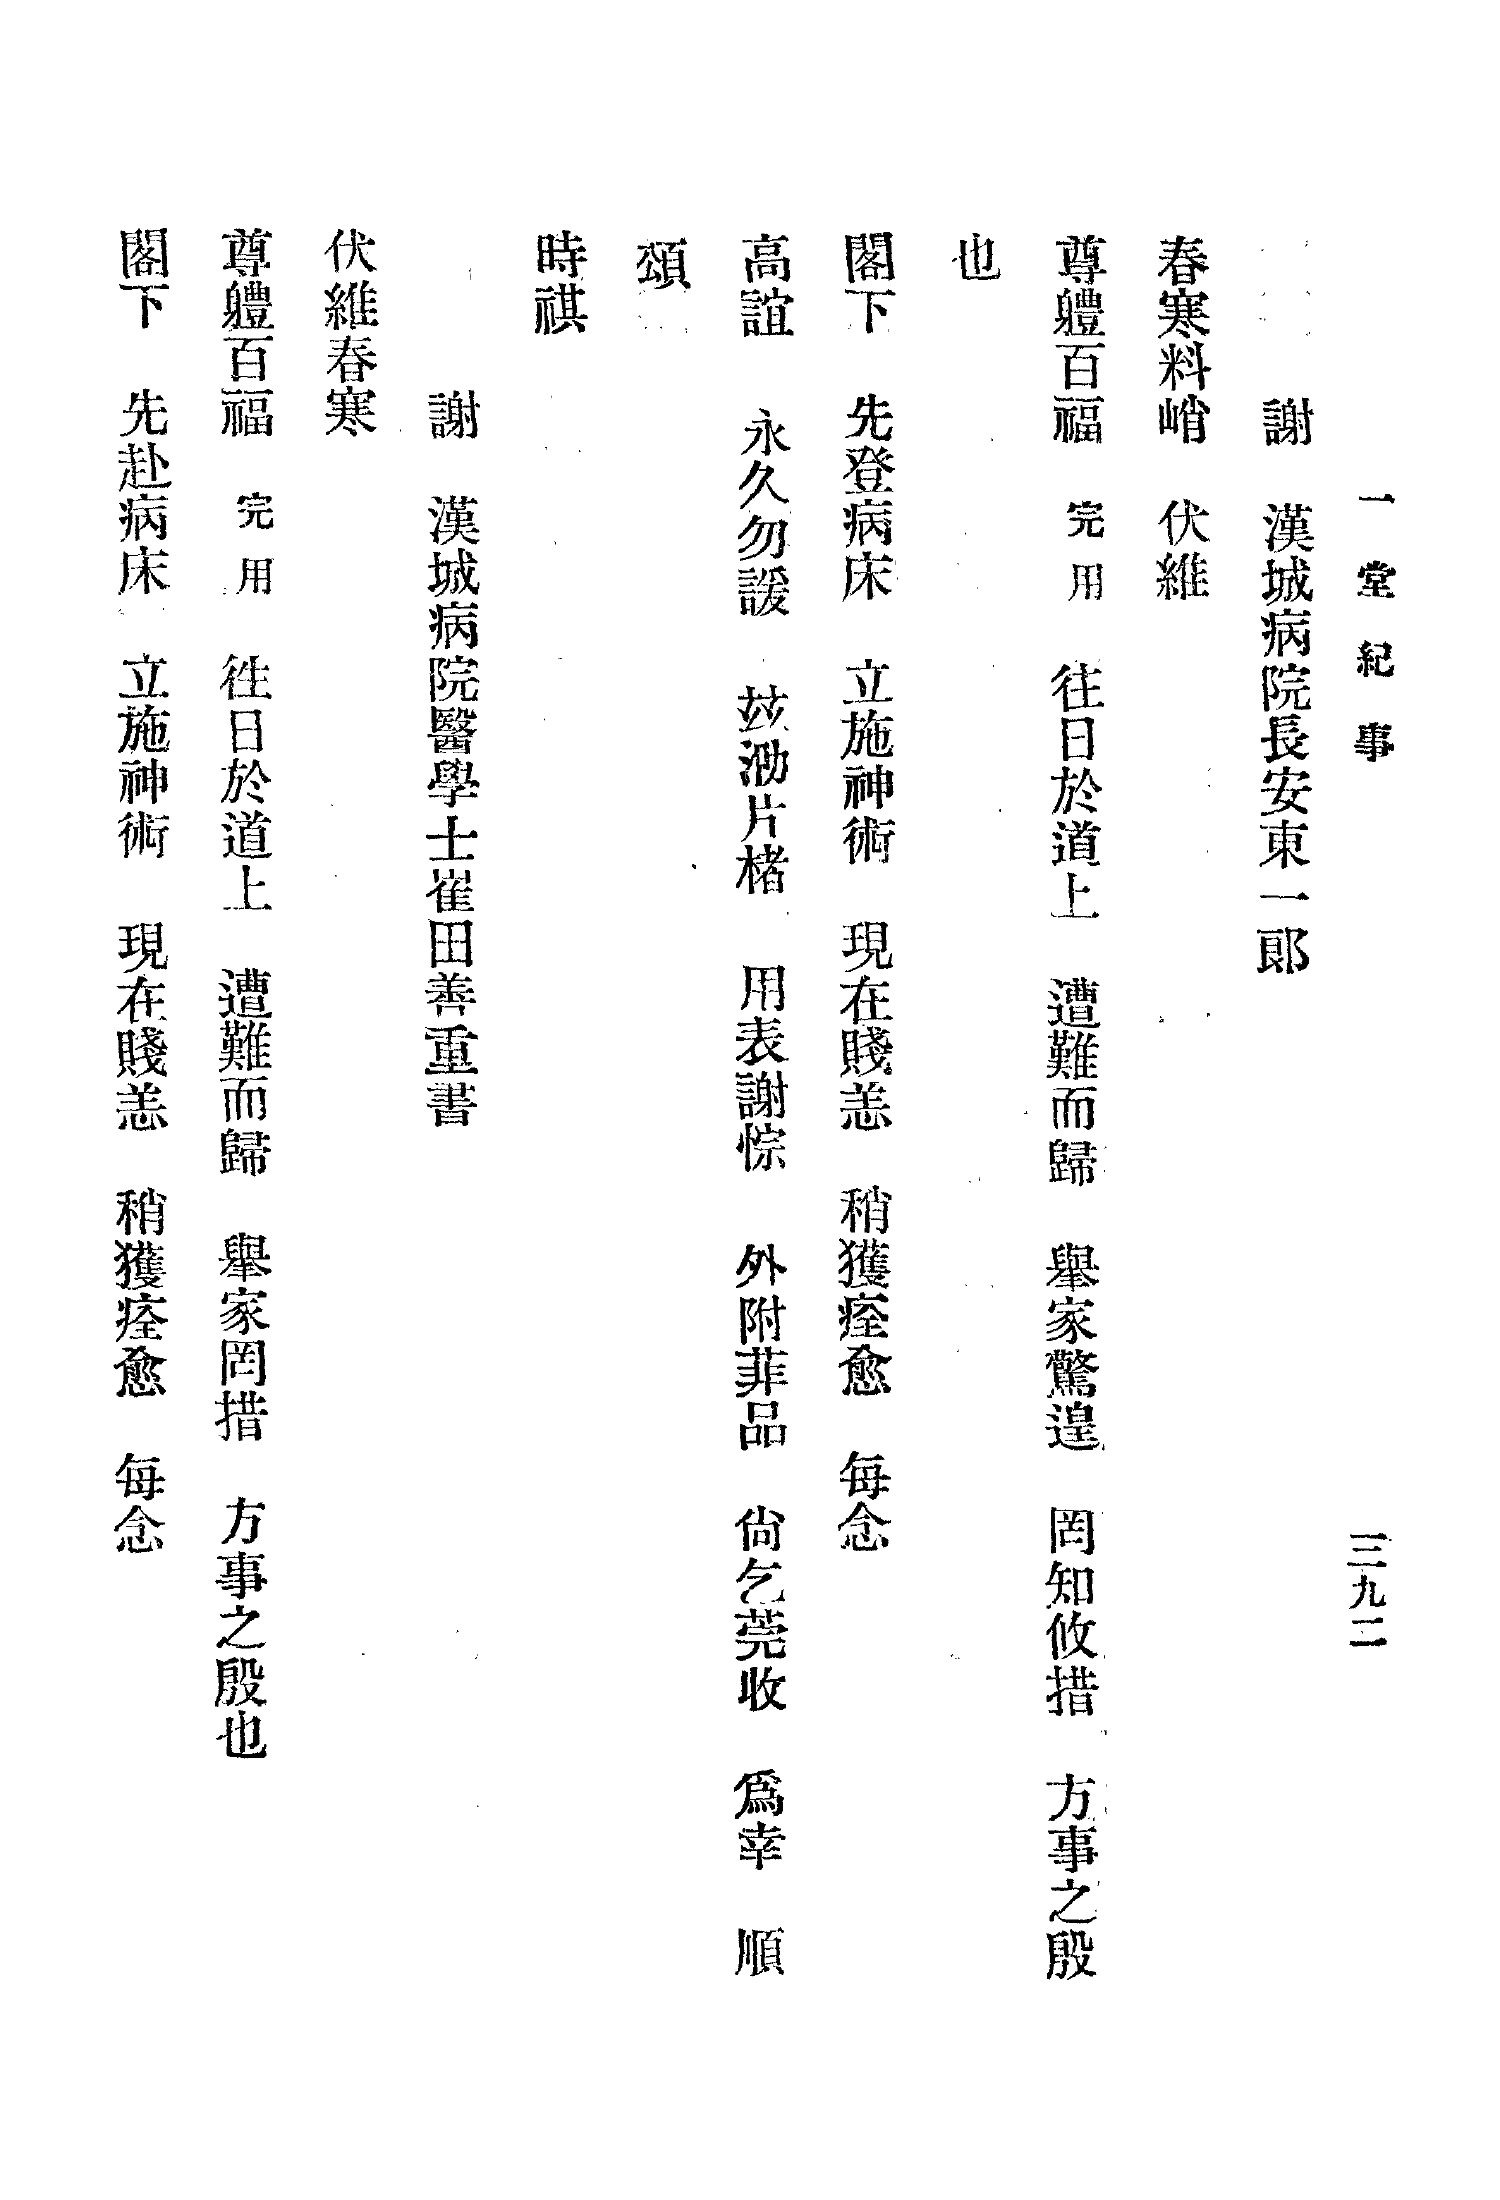 一堂紀事 三九二
謝 漢城病院長安東一郞
春寒料峭 伏維
尊軆百福 完用 往日於道上 遭難而歸 擧家驚遑 罔知攸措 方事之殷
也
閣下 先登病床 立施神術 現在賤恙 稍獲痊愈 每念
高誼 永久勿諼 玆泐片楮 用表謝悰 外附菲品 尙乞莞收 爲幸 順
頌
時祺
謝 漢城病院醫學士崔田善重書
伏維春寒
尊軆百福 完用 徃日於道上 遭難而歸 擧家罔措 方事之殷也
閣下 先赴病床 立施神術 現在賤恙 稍獲痊愈 每念